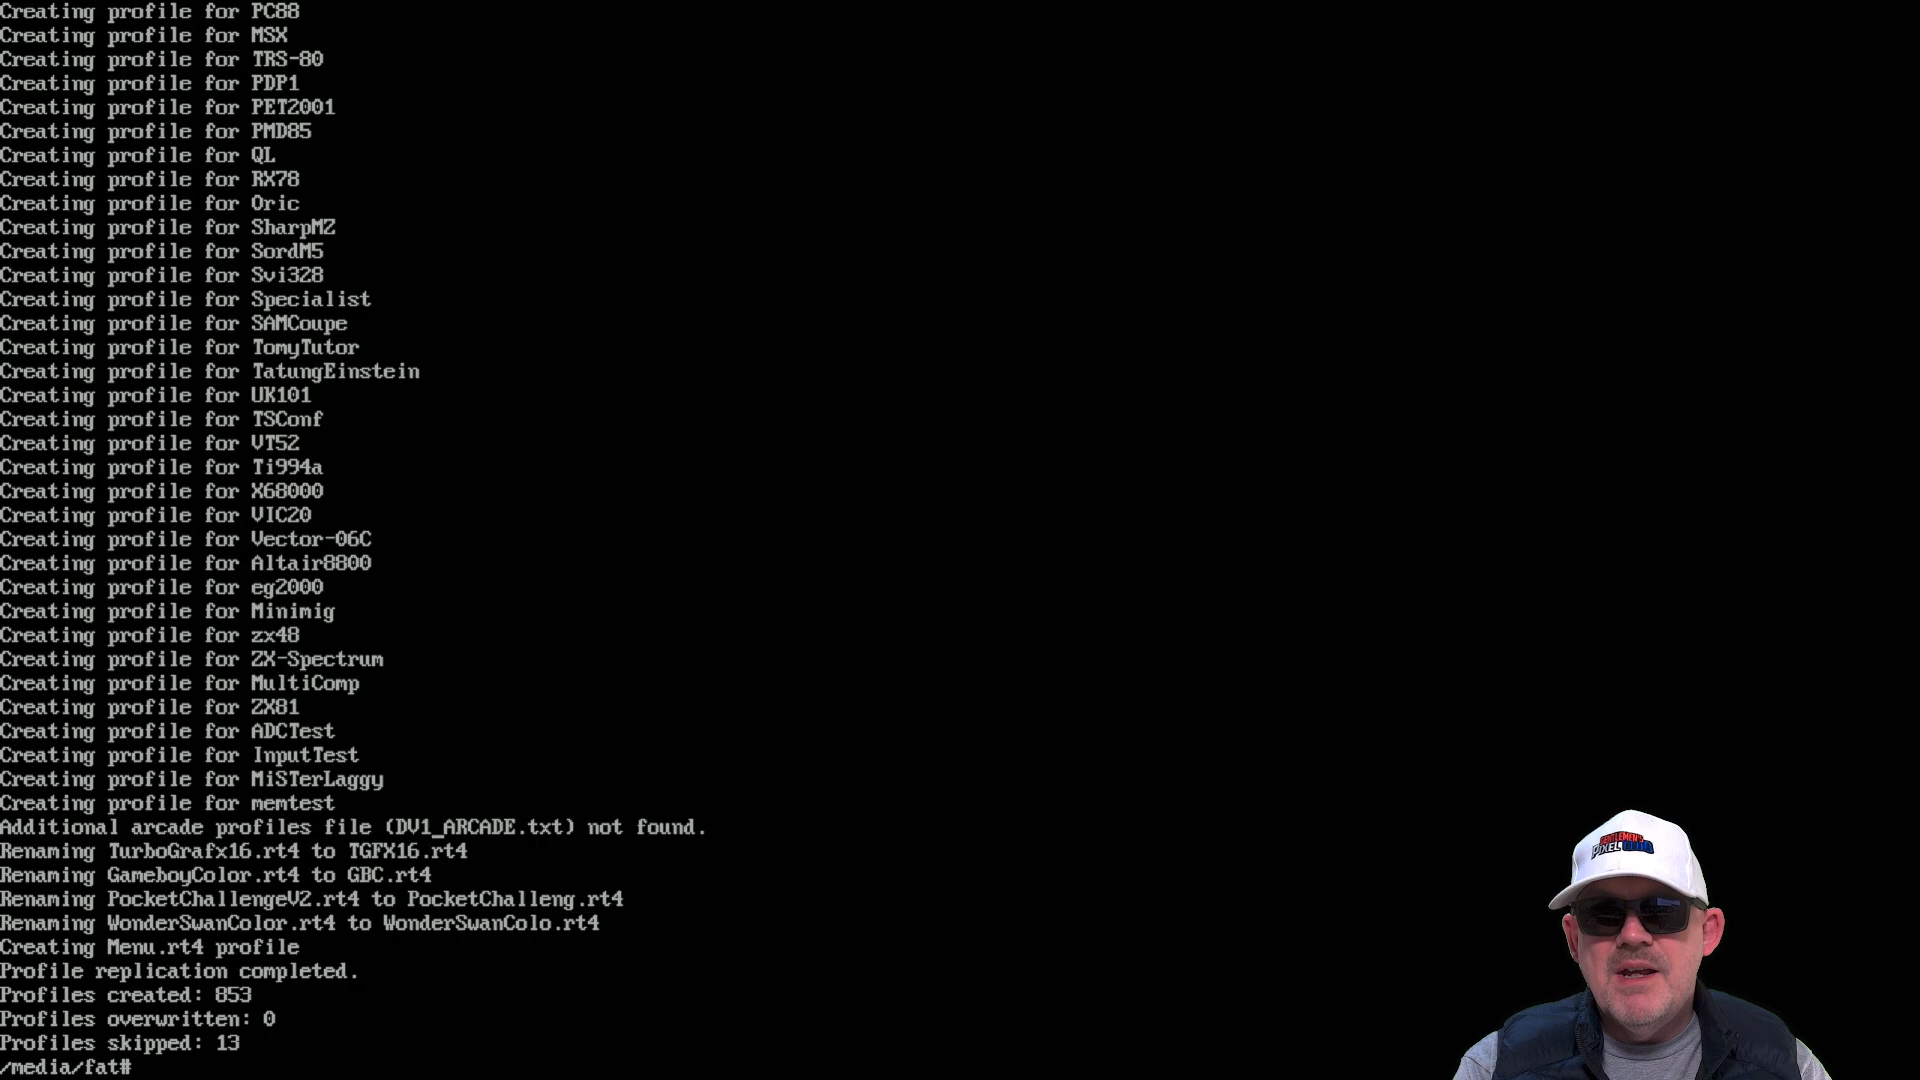 Creating profile for PC88
Creating profile for MSX
Creating profile for TRS-80
Creating profile for PDP1
Creating profile for PET2001
Creating profile for PMD85
Creating profile for QL
Creating profile for RX78
Creating profile for Oric
Creating profile for SharpMZ
Creating profile for SordM5
Creating profile for Svi328
Creating profile for Specialist
Creating profile for SAMCoupe
Creating profile for TomyTutor
Creating profile for TatungEinstein
Creating profile for UK101
Creating profile for TSConf
Creating profile for VT52
Creating profile for Ti994a
Creating profile for X68000
Creating profile for VIC20
Creating profile for Vector-06C
Creating profile for Altair8800
Creating profile for eg2000
Creating profile for Minimig
Creating profile for zx48
Creating profile for ZX-Spectrum
Creating profile for MultiComp
Creating profile for ZX81
Creating profile for ADCTest
Creating profile for InputTest
Creating profile for MiSTerLaggy
Creating profile for memtest
Additional arcade profiles file (DV1_ARCADE.txt) not found.
Renaming TurboGrafx16.rt4 to TGFX16.rt4
Renaming GameboyColor.rt4 to GBC.rt4
Renaming PocketChallengeV2.rt4 to PocketChalleng.rt4
Renaming WonderSwanColor.rt4 to WonderSwanColo.rt4
Creating Menu.rt4 profile
Profile replication completed.
Profiles created: 853
Profiles overwritten: 0
Profiles skipped: 13
/media/fat#
GENTLEMEN'S
PIXEL CLUB